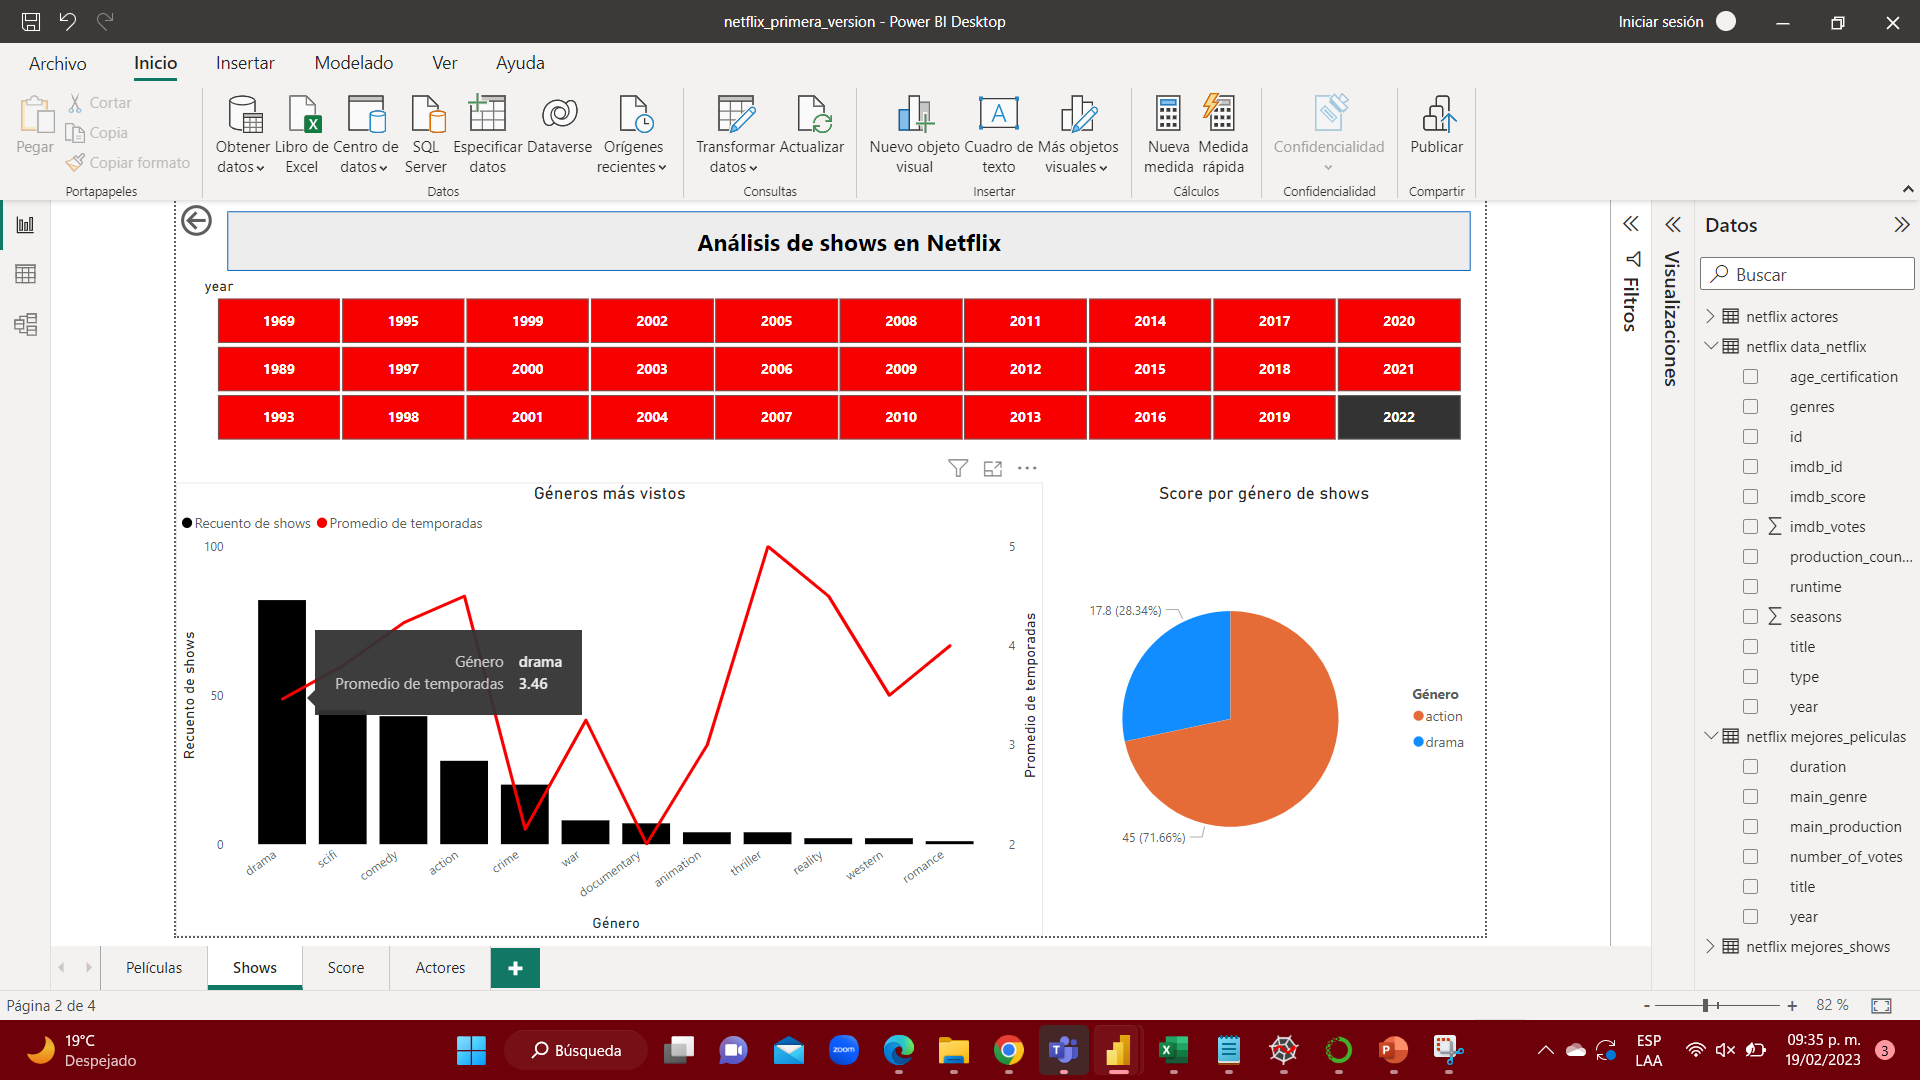 netflix_primera_version - Power BI Desktop
Iniciar sesión
Archivo Inicio Insertar Modelado Ver Ayuda
Pegar
Cortar
Copia
Copiar formato
Portapapeles
Obtener datos
Libro de Excel
Centro de datos
SQL Server
Especificar datos
Dataverse
Orígenes recientes
Datos
Transformar datos
Actualizar
Consultas
Nuevo objeto visual
Cuadro de texto
Más objetos visuales
Insertar
Nueva medida
Medida rápida
Cálculos
Confidencialidad
Confidencialidad
Publicar
Compartir
Análisis de shows en Netflix
year
1969 1995 1999 2002 2005 2008 2011 2014 2017 2020
1989 1997 2000 2003 2006 2009 2012 2015 2018 2021
1993 1998 2001 2004 2007 2010 2013 2016 2019 2022
Géneros más vistos
Recuento de shows Promedio de temporadas
100
50
0
Recuento de shows
5
4
3
2
Promedio de temporadas
Género drama
Promedio de temporadas 3.46
drama scifi comedy action crime war documentary animation thriller reality western romance
Género
Score por género de shows
17.8 (28.34%)
45 (71.66%)
Género
action
drama
Filtros
Visualizaciones
Datos
Buscar
netflix actores
netflix data_netflix
age_certification
genres
id
imdb_id
imdb_score
imdb_votes
production_coun...
runtime
seasons
title
type
year
netflix mejores_peliculas
duration
main_genre
main_production
number_of_votes
title
year
netflix mejores_shows
Películas Shows Score Actores
Página 2 de 4
- + 82 %
19°C
Despejado
Búsqueda
zoom
ESP
LAA
09:35 p. m.
19/02/2023
3